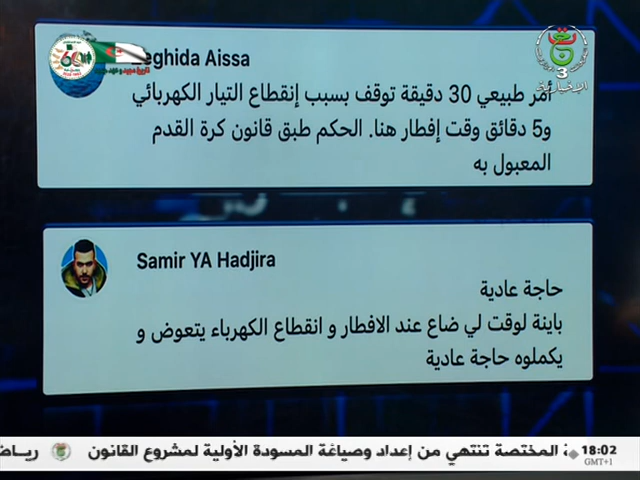 eghida Aissa
أمر طبيعي 30 دقيقة توقف بسبب إنقطاع التيار الكهربائي
و5 دقائق وقت إفطار هنا. الحكم طبق قانون كرة القدم
المعبول به
Samir YA Hadjira
حاجة عادية
باينة لوقت لي ضاع عند الافطار و انقطاع الكهرباء يتعوض و
يكملوه حاجة عادية
3
الإخبارية
60
المختصة تنتهي من إعداد وصياغة المسودة الأولية لمشروع القانون
18:02
GMT+1